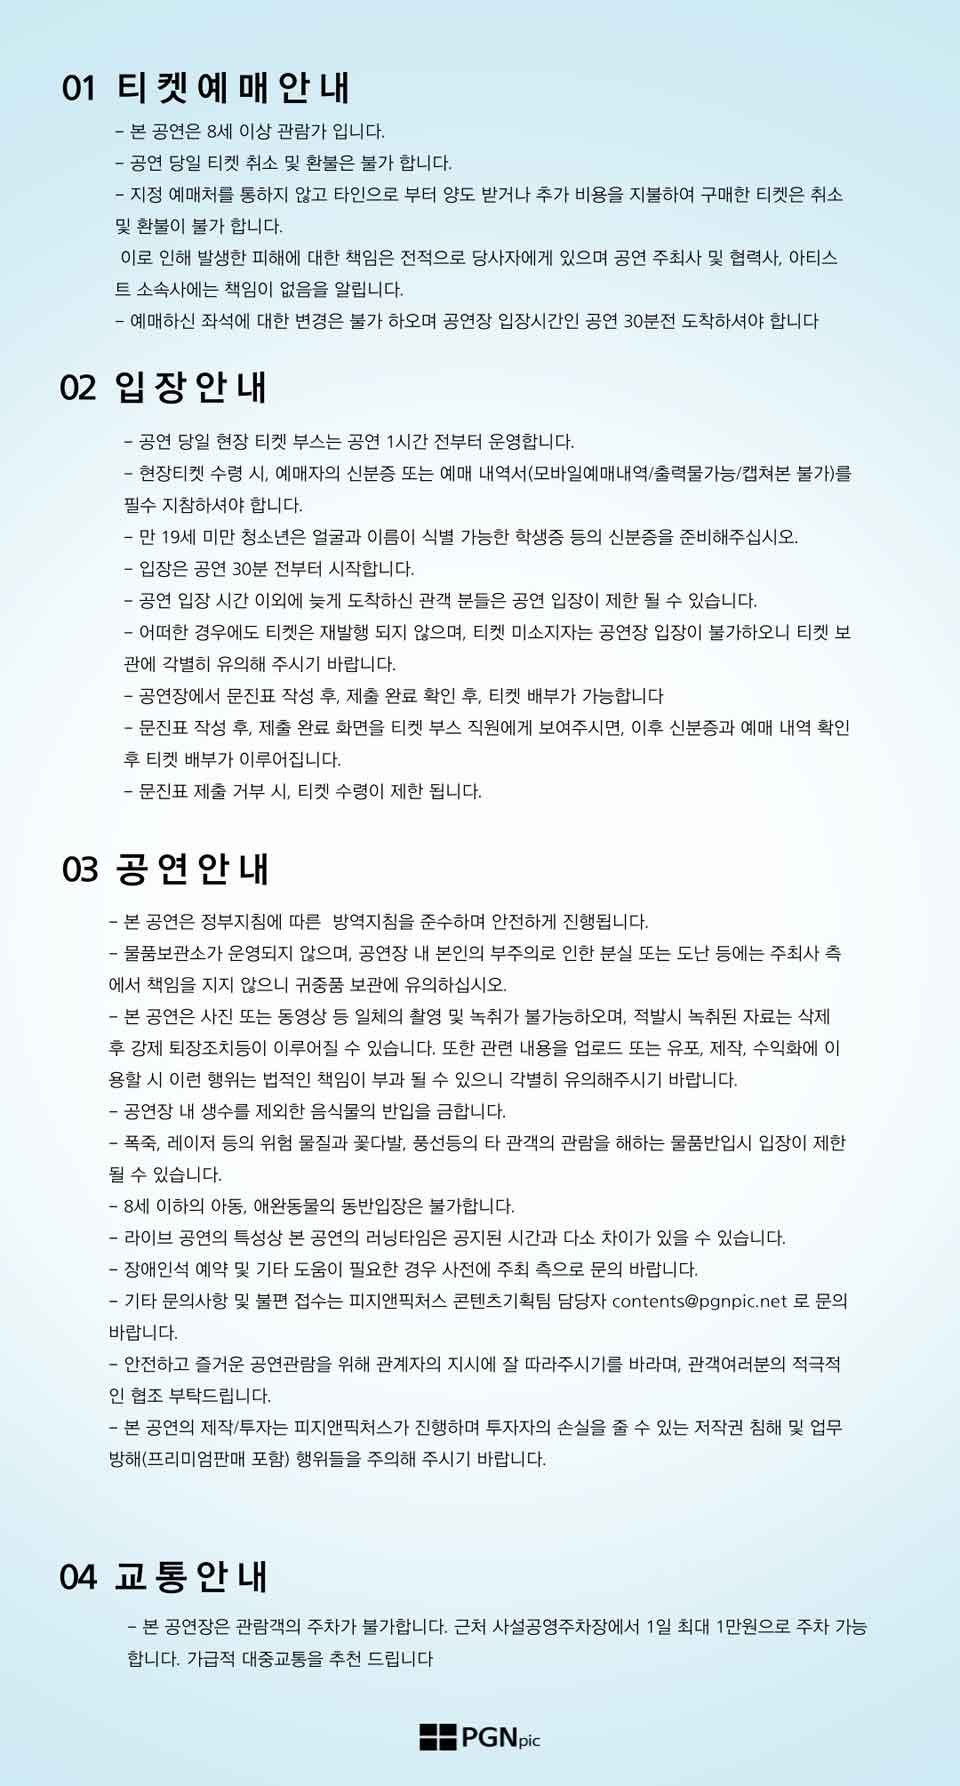 01 티켓예매안내
- 본 공연은 8세 이상 관람가 입니다.
- 공연 당일 티켓 취소 및 환불은 불가 합니다.
- 지정 예매처를 통하지 않고 타인으로 부터 양도 받거나 추가 비용을 지불하여 구매한 티켓은 취소
및 환불이 불가 합니다.
이로 인해 발생한 피해에 대한 책임은 전적으로 당사자에게 있으며 공연 주최사 및 협력사, 아티스
트 소속사에는 책임이 없음을 알립니다.
- 예매하신 좌석에 대한 변경은 불가 하오며 공연장 입장시간인 공연 30분전 도착하셔야 합니다
02 입장안내
- 공연 당일 현장 티켓 부스는 공연 1시간 전부터 운영합니다.
- 현장티켓 수령 시, 예매자의 신분증 또는 예매 내역서(모바일예매내역/출력물가능/캡쳐본 불가)를
필수 지참하셔야 합니다.
- 만 19세 미만 청소년은 얼굴과 이름이 식별 가능한 학생증 등의 신분증을 준비해주십시오.
- 입장은 공연 30분 전부터 시작합니다.
- 공연 입장 시간 이외에 늦게 도착하신 관객 분들은 공연 입장이 제한 될 수 있습니다.
- 어떠한 경우에도 티켓은 재발행 되지 않으며, 티켓 미소지자는 공연장 입장이 불가하오니 티켓 보
관에 각별히 유의해 주시기 바랍니다.
- 공연장에서 문진표 작성 후, 제출 완료 확인 후, 티켓 배부가 가능합니다
- 문진표 작성 후, 제출 완료 화면을 티켓 부스 직원에게 보여주시면, 이후 신분증과 예매 내역 확인
후 티켓 배부가 이루어집니다.
- 문진표 제출 거부 시, 티켓 수령이 제한 됩니다.
03 공연안내
- 본 공연은 정부지침에 따른 방역지침을 준수하며 안전하게 진행됩니다.
- 물품보관소가 운영되지 않으며, 공연장 내 본인의 부주의로 인한 분실 또는 도난 등에는 주최사 측
에서 책임을 지지 않으니 귀중품 보관에 유의하십시오.
- 본 공연은 사진 또는 동영상 등 일체의 촬영 및 녹취가 불가능하오며, 적발시 녹취된 자료는 삭제
후 강제 퇴장조치등이 이루어질 수 있습니다. 또한 관련 내용을 업로드 또는 유포, 제작, 수익화에 이
용할 시 이런 행위는 법적인 책임이 부과 될 수 있으니 각별히 유의해주시기 바랍니다.
- 공연장 내 생수를 제외한 음식물의 반입을 금합니다.
- 폭죽, 레이저 등의 위험 물질과 꽃다발, 풍선등의 타 관객의 관람을 해하는 물품반입시 입장이 제한
될 수 있습니다.
- 8세 이하의 아동, 애완동물의 동반입장은 불가합니다.
- 라이브 공연의 특성상 본 공연의 러닝타임은 공지된 시간과 다소 차이가 있을 수 있습니다.
- 장애인석 예약 및 기타 도움이 필요한 경우 사전에 주최 측으로 문의 바랍니다.
- 기타 문의사항 및 불편 접수는 피지앤픽처스 콘텐츠기획팀 담당자 contents@pgnpic.net 로 문의
바랍니다.
- 안전하고 즐거운 공연관람을 위해 관계자의 지시에 잘 따라주시기를 바라며, 관객여러분의 적극적
인 협조 부탁드립니다.
- 본 공연의 제작/투자는 피지앤픽처스가 진행하며 투자자의 손실을 줄 수 있는 저작권 침해 및 업무
방해(프리미엄판매 포함) 행위들을 주의해 주시기 바랍니다.
04 교통안내
- 본 공연장은 관람객의 주차가 불가합니다. 근처 사설공영주차장에서 1일 최대 1만원으로 주차 가능
합니다. 가급적 대중교통을 추천 드립니다
PGNpic